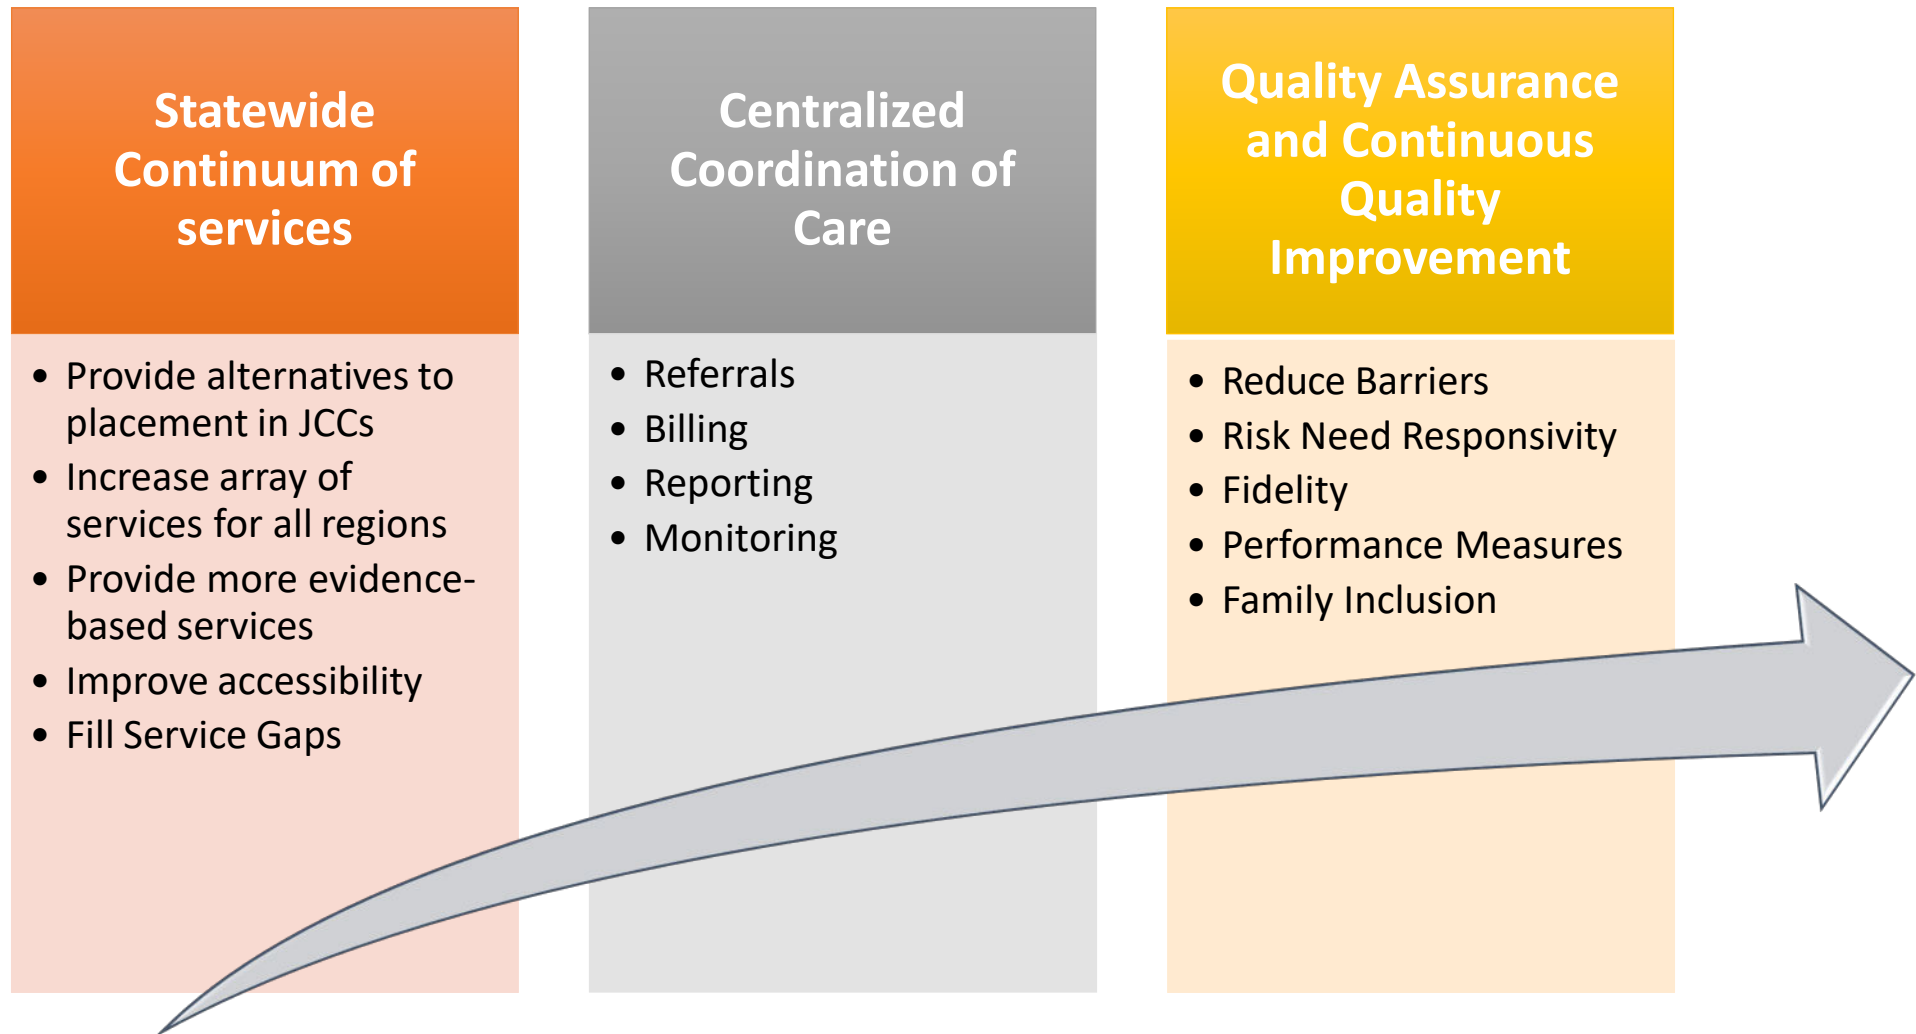 Statewide
Continuum of
services
• Provide alternatives to
placement in JCCs
• Increase array of
services for all regions
• Provide more evidence-
based services
• Improve accessibility
• Fill Service Gaps
Centralized
Coordination of
Care
• Referrals
• Billing
• Reporting
• Monitoring
Quality Assurance
and Continuous
Quality
Improvement
• Reduce Barriers
• Risk Need Responsivity
• Fidelity
• Performance Measures
• Family Inclusion